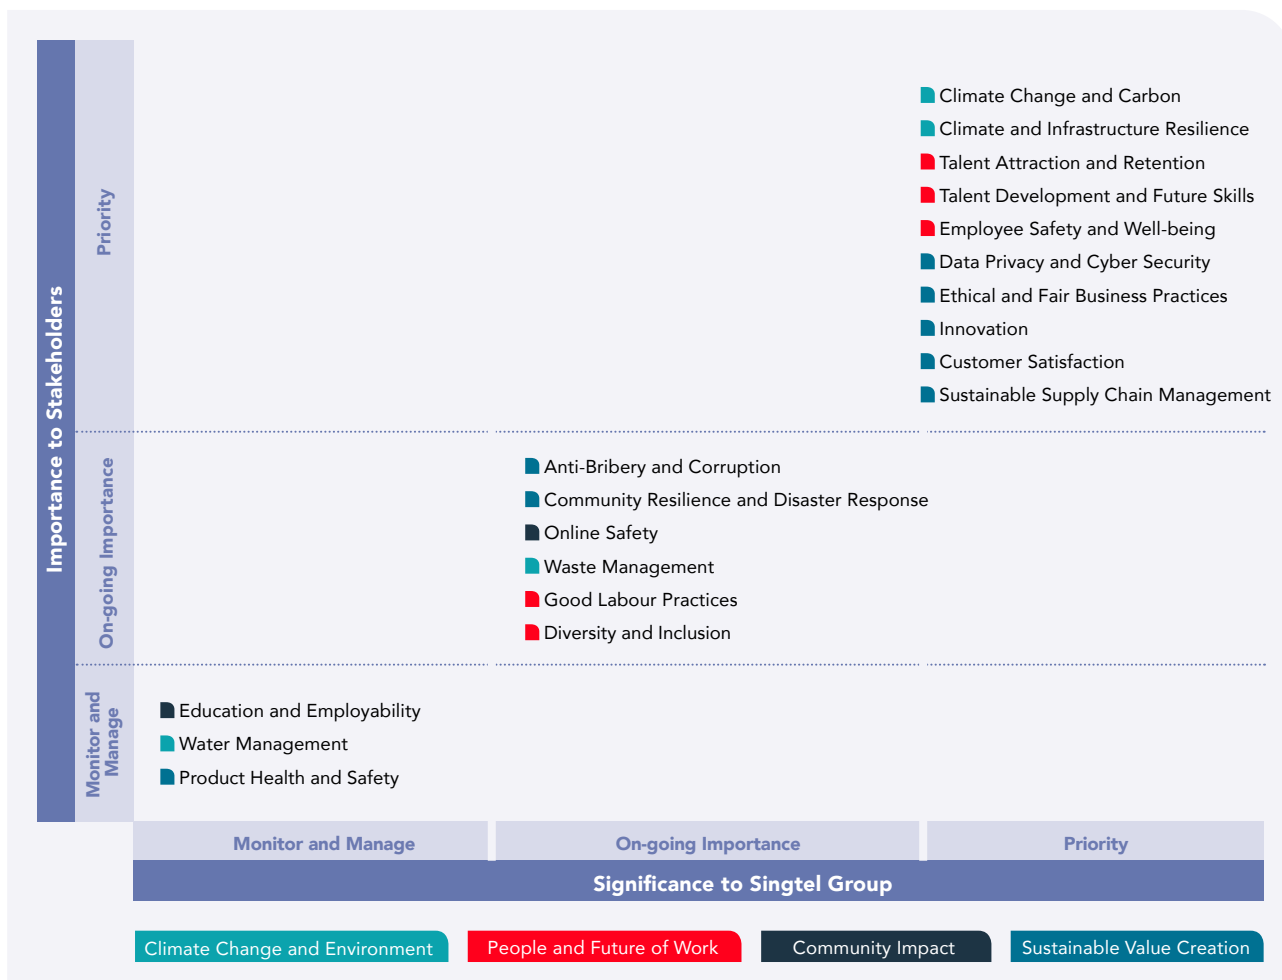 Importance to Stakeholders
Priority
Climate Change and Carbon
Climate and Infrastructure Resilience
Talent Attraction and Retention
Talent Development and Future Skills
Employee Safety and Well-being
Data Privacy and Cyber Security
Ethical and Fair Business Practices
Innovation
Customer Satisfaction
Sustainable Supply Chain Management
On-going Importance
Anti-Bribery and Corruption
Community Resilience and Disaster Response
Online Safety
Waste Management
Good Labour Practices
Diversity and Inclusion
Monitor and
Manage
Education and Employability
Water Management
Product Health and Safety
Monitor and Manage
On-going Importance
Priority
Significance to Singtel Group
Climate Change and Environment
People and Future of Work
Community Impact
Sustainable Value Creation